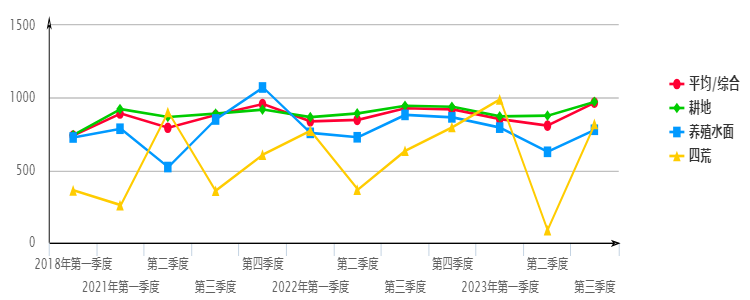 1500
1000
500
0
2018年第一季度
2021年第一季度
第二季度
第三季度
第四季度
2022年第一季度
第二季度
第三季度
第四季度
2023年第一季度
第二季度
第三季度
平均/综合
耕地
养殖水面
四荒